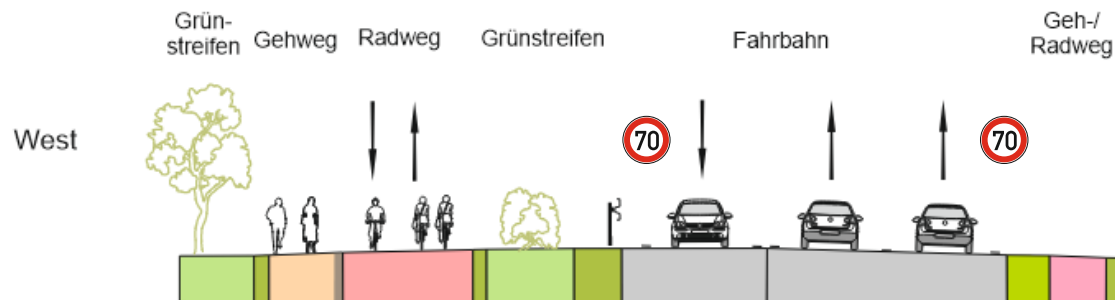 Grün-
streifen
Gehweg
Radweg
Grünstreifen
Fahrbahn
Geh-/
Radweg
West
70
70